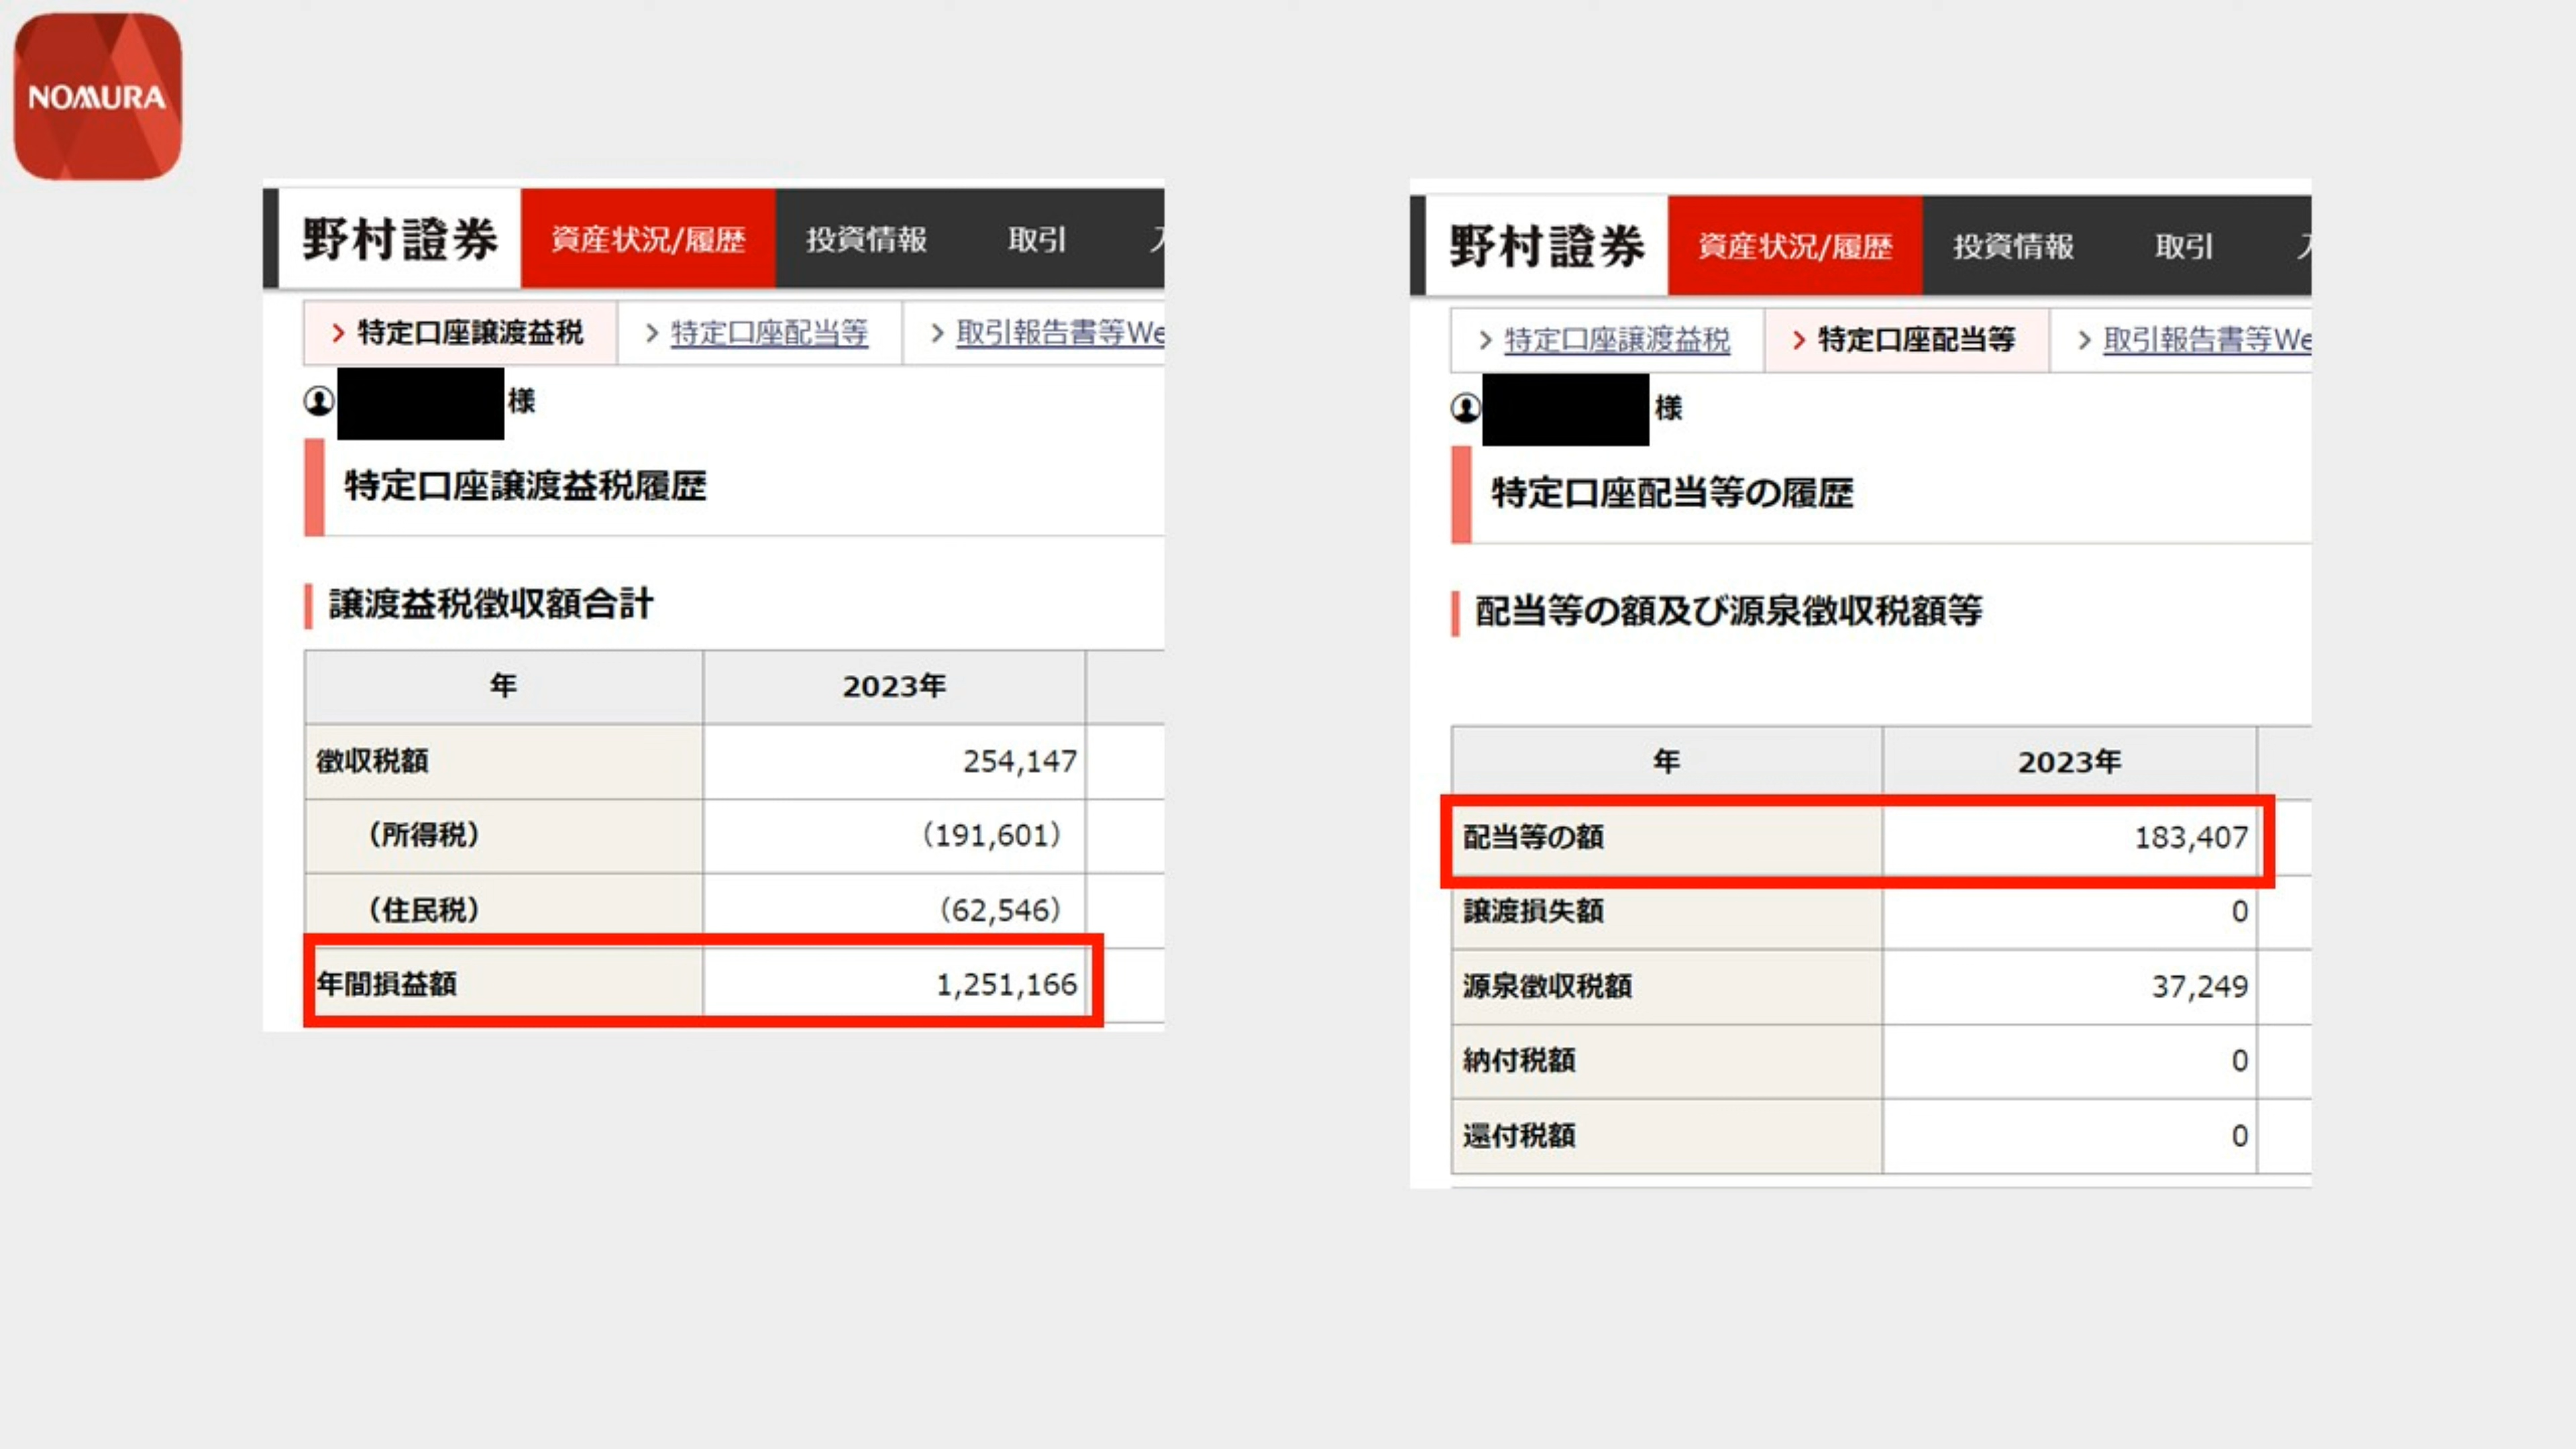 NOMURA
野村證券 資産状況/履歴 投資情報 取引
特定口座譲渡益税 特定口座配当等 取引報告書等We
様
特定口座譲渡益税履歴
譲渡益税徴収額合計
年 2023年
徴収税額 254,147
（所得税） （191,601）
（住民税） （62,546）
年間損益額 1,251,166
野村證券 資産状況/履歴 投資情報 取引
特定口座譲渡益税 特定口座配当等 取引報告書等We
様
特定口座配当等の履歴
配当等の額及び源泉徴収税額等
年 2023年
配当等の額 183,407
譲渡損失額 0
源泉徴収税額 37,249
納付税額 0
還付税額 0